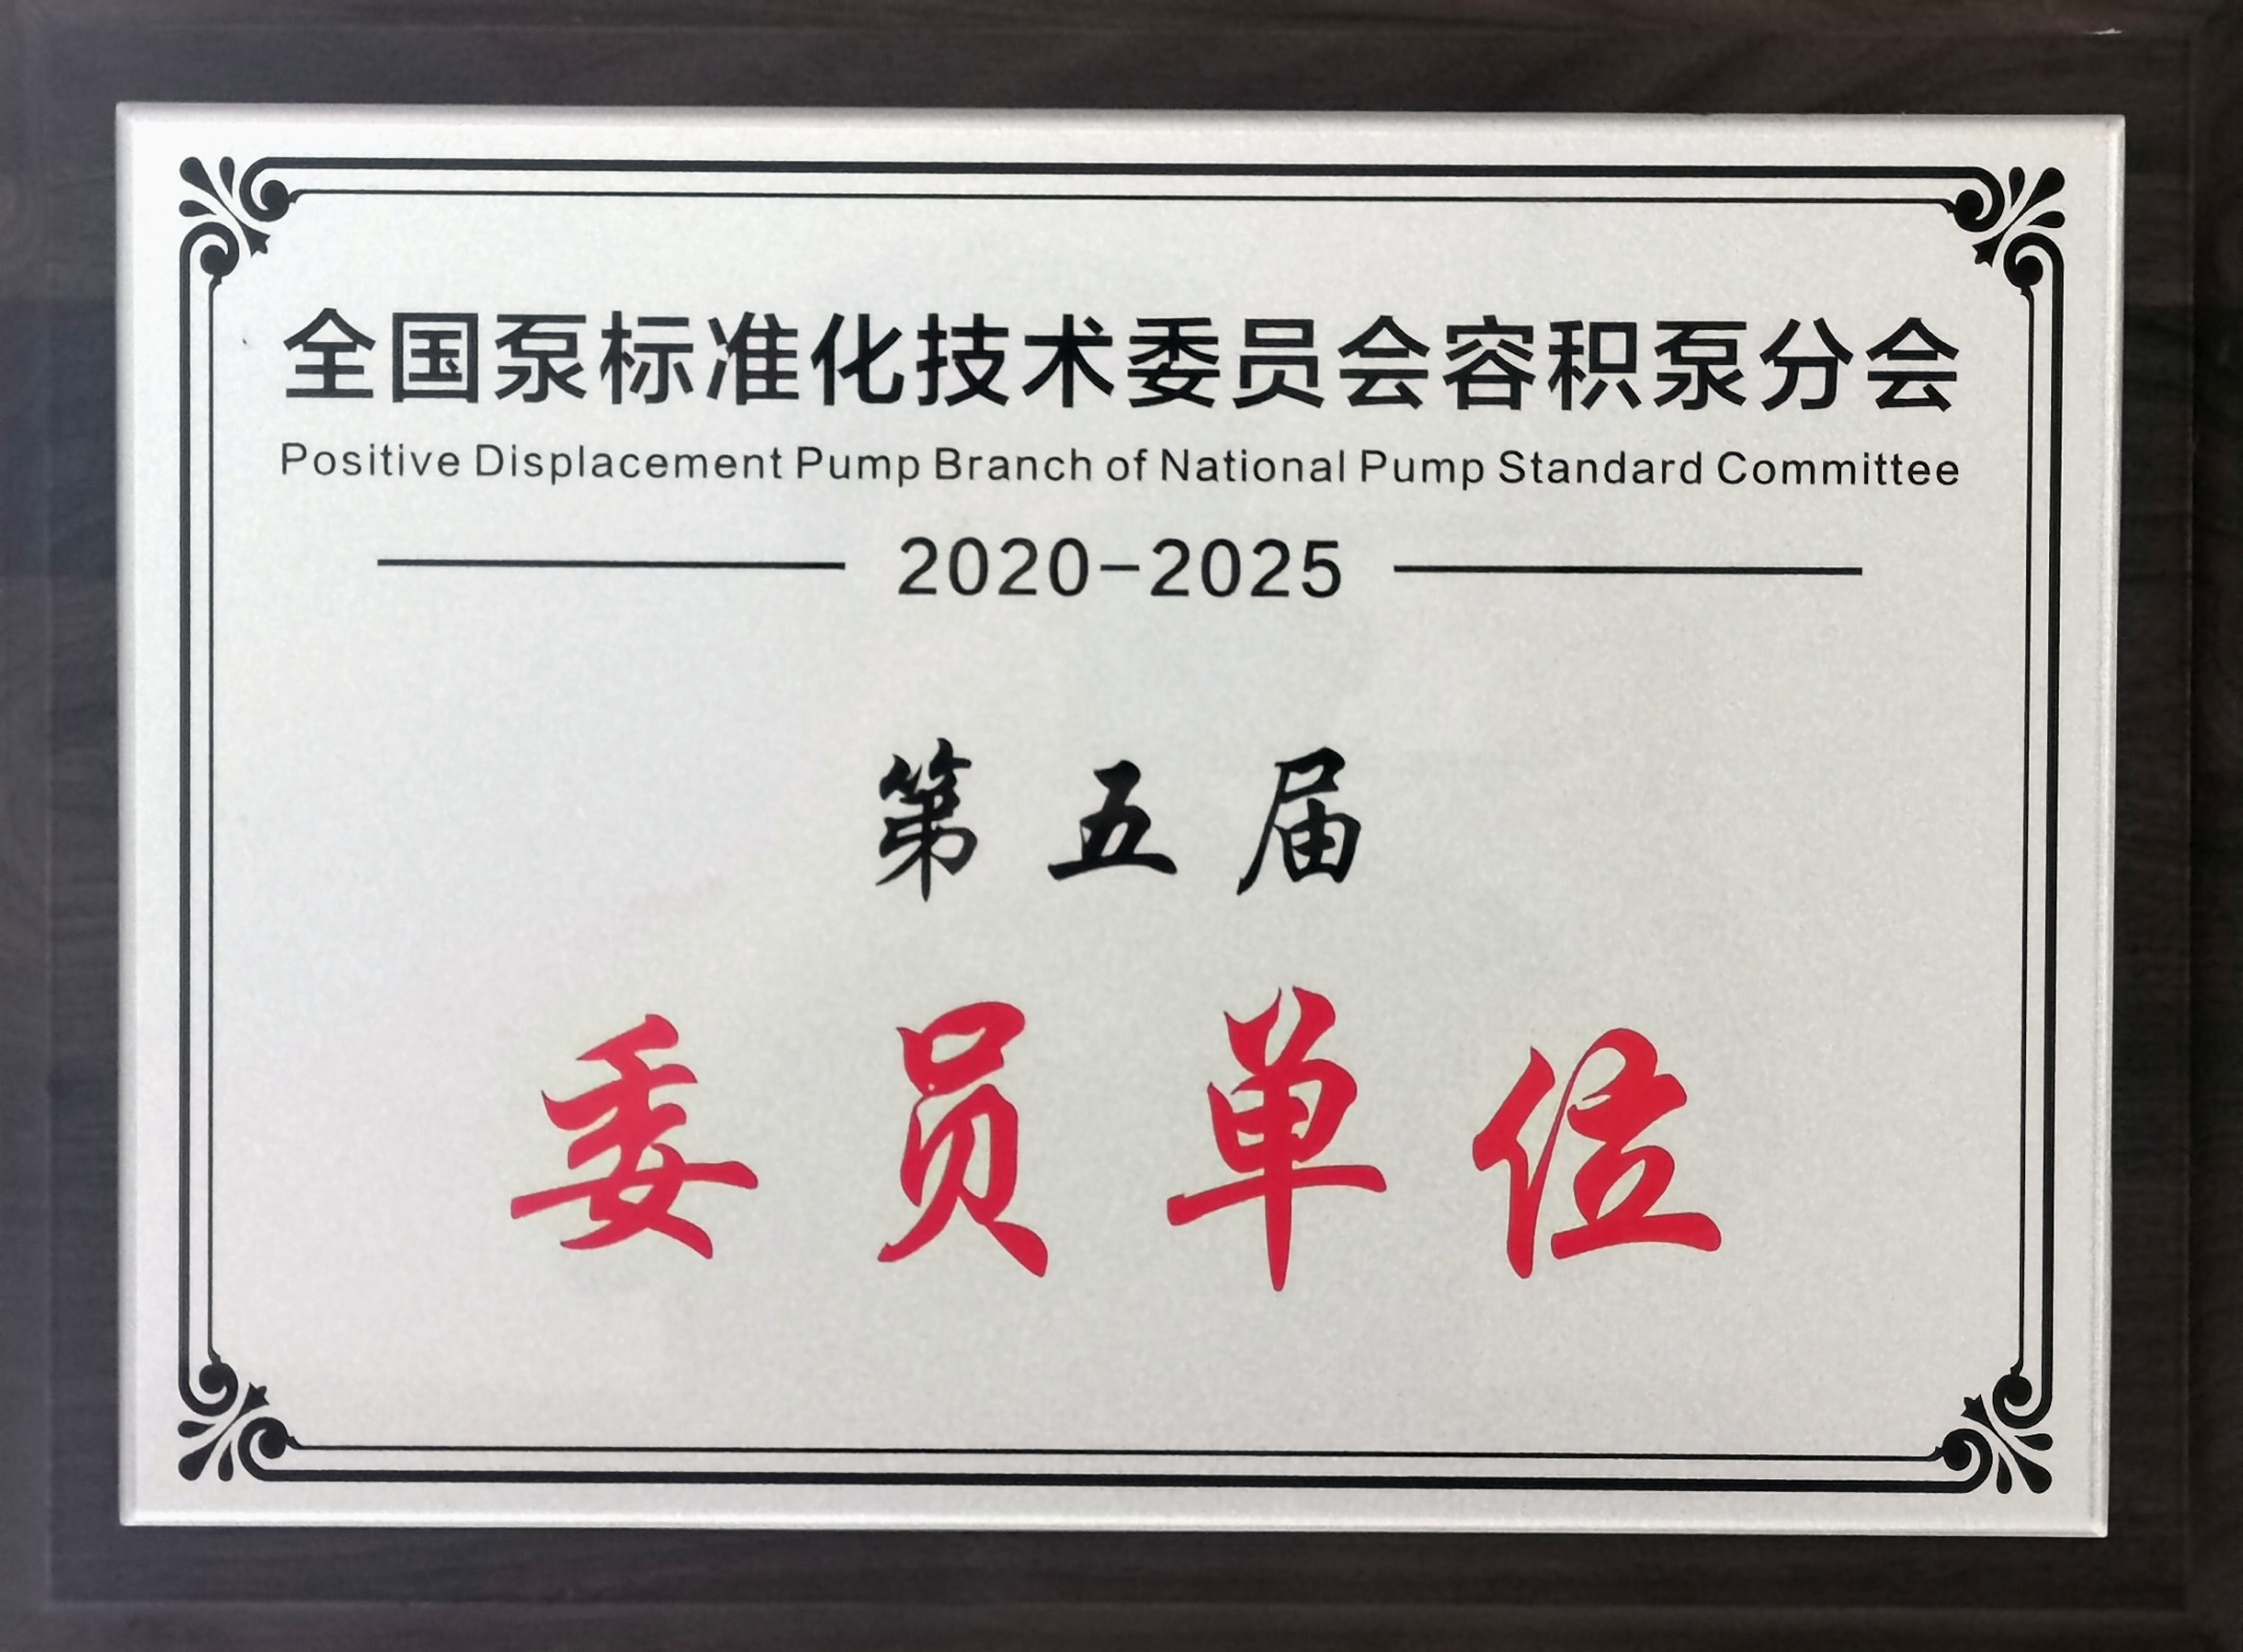 全国泵标准化技术委员会容积泵分会
Positive Displacement Pump Branch of National Pump Standard Committee
2020-2025
第五届
委员单位